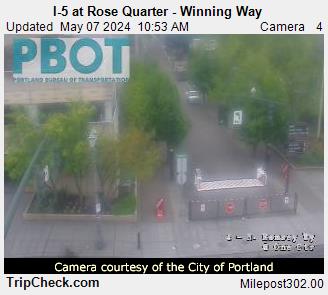 I-5 at Rose Quarter - Winning Way
Updated May 07 2024 10:53 AM Camera 4
PBOT
PORTLAND BUREAU OF TRANSPORTATION
Camera courtesy of the City of Portland
TripCheck.com Milepost302.00